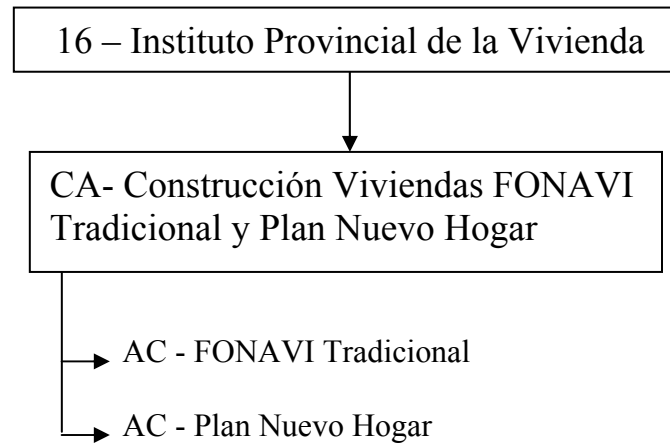 16 – Instituto Provincial de la Vivienda
CA- Construcción Viviendas FONAVI
Tradicional y Plan Nuevo Hogar
AC - FONAVI Tradicional
AC - Plan Nuevo Hogar